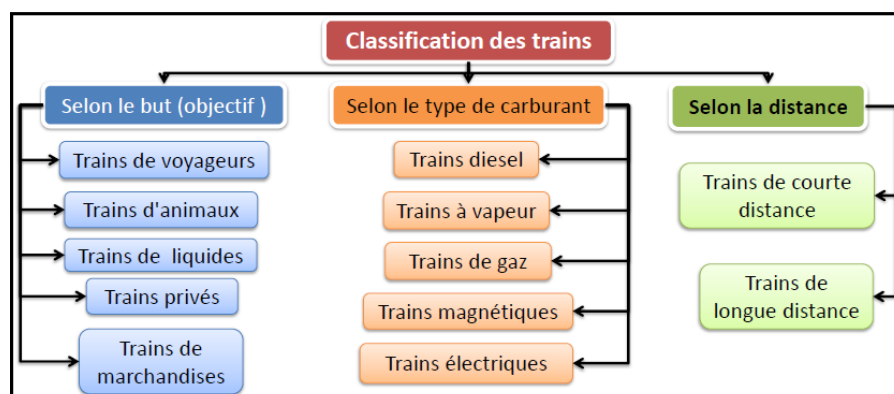 Classification des trains
Selon le but (objectif )
Trains de voyageurs
Trains d'animaux
Trains de liquides
Trains privés
Trains de
marchandises
Selon le type de carburant
Trains diesel
Trains à vapeur
Trains de gaz
Trains magnétiques
Trains électriques
Selon la distance
Trains de courte
distance
Trains de
longue distance